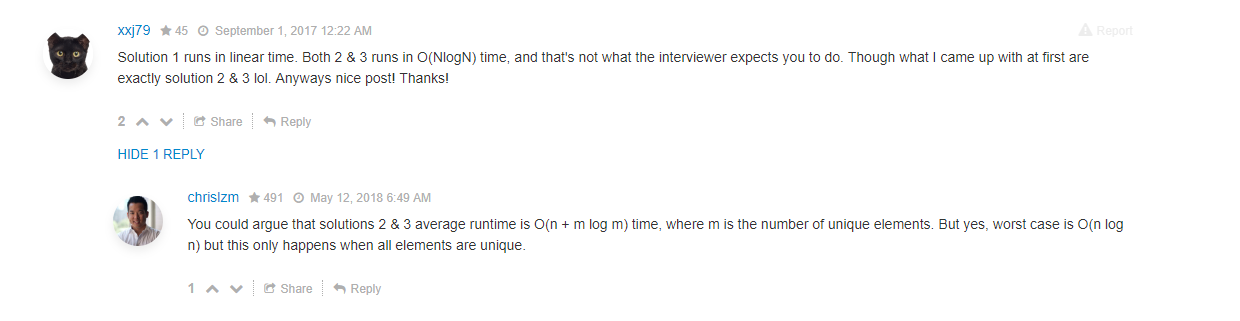 xxj79 45 September 1, 2017 12:22 AM Report
Solution 1 runs in linear time. Both 2 & 3 runs in O(NlogN) time, and that's not what the interviewer expects you to do. Though what I came up with at first are
exactly solution 2 & 3 lol. Anyways nice post! Thanks!
2 Share Reply
HIDE 1 REPLY
chrislzm 491 May 12, 2018 6:49 AM
You could argue that solutions 2 & 3 average runtime is O(n + m log m) time, where m is the number of unique elements. But yes, worst case is O(n log
n) but this only happens when all elements are unique.
1 Share Reply